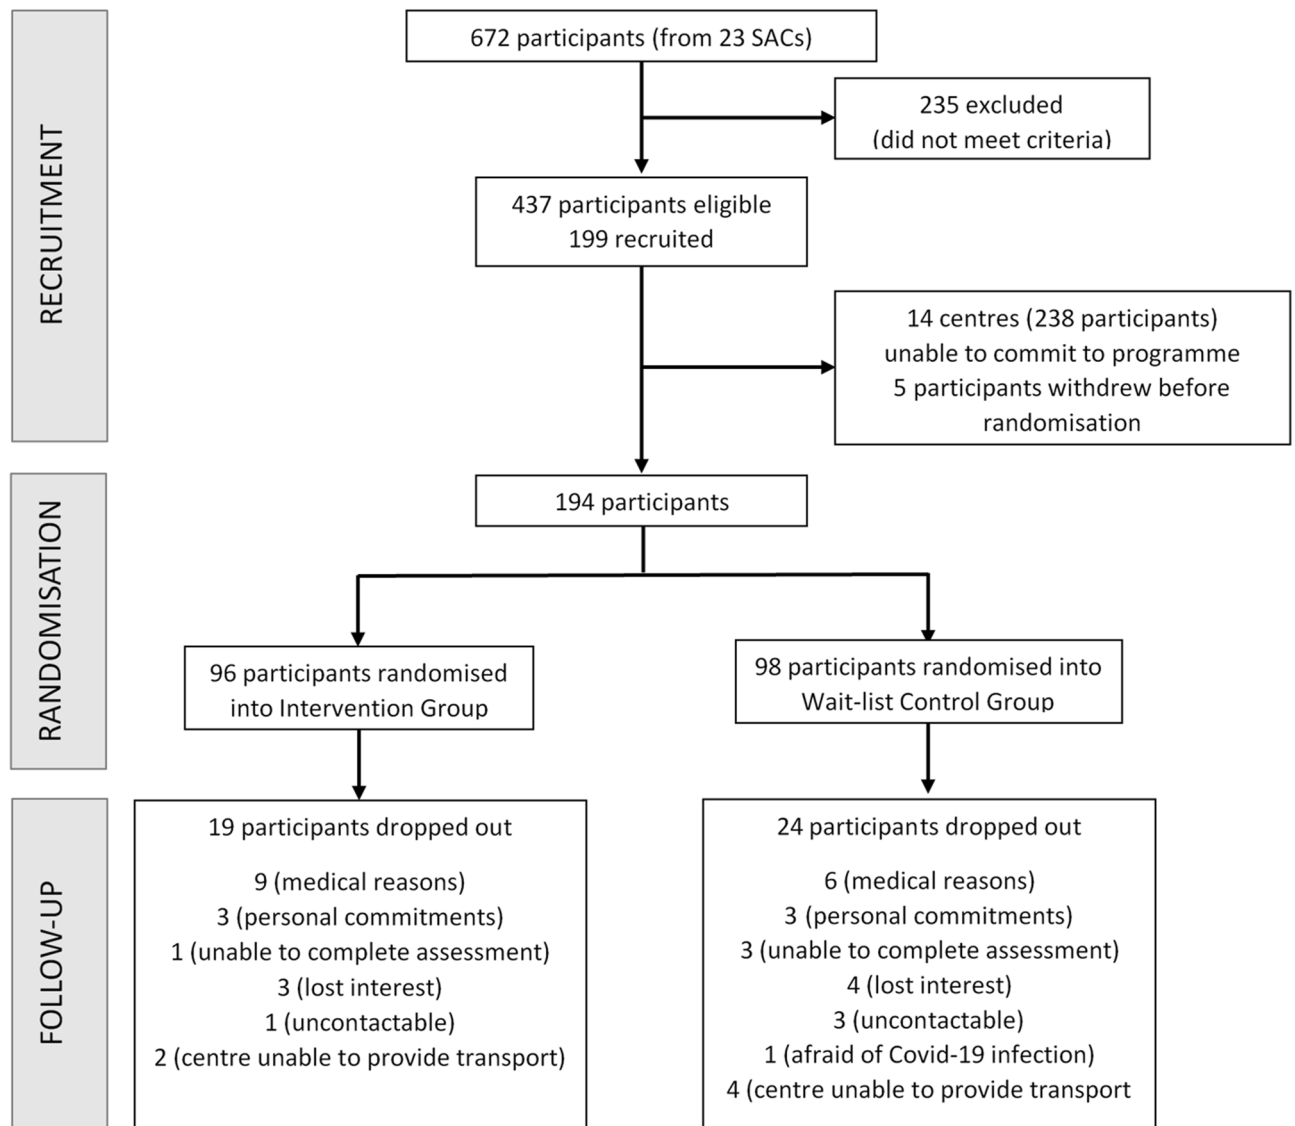 RECRUITMENT
672 participants (from 23 SACs)
235 excluded
(did not meet criteria)
437 participants eligible
199 recruited
14 centres (238 participants)
unable to commit to programme
5 participants withdrew before
randomisation
RANDOMISATION
194 participants
96 participants randomised
into Intervention Group
98 participants randomised into
Wait-list Control Group
FOLLOW-UP
19 participants dropped out
9 (medical reasons)
3 (personal commitments)
1 (unable to complete assessment)
3 (lost interest)
1 (uncontactable)
2 (centre unable to provide transport)
24 participants dropped out
6 (medical reasons)
3 (personal commitments)
3 (unable to complete assessment)
4 (lost interest)
3 (uncontactable)
1 (afraid of Covid-19 infection)
4 (centre unable to provide transport